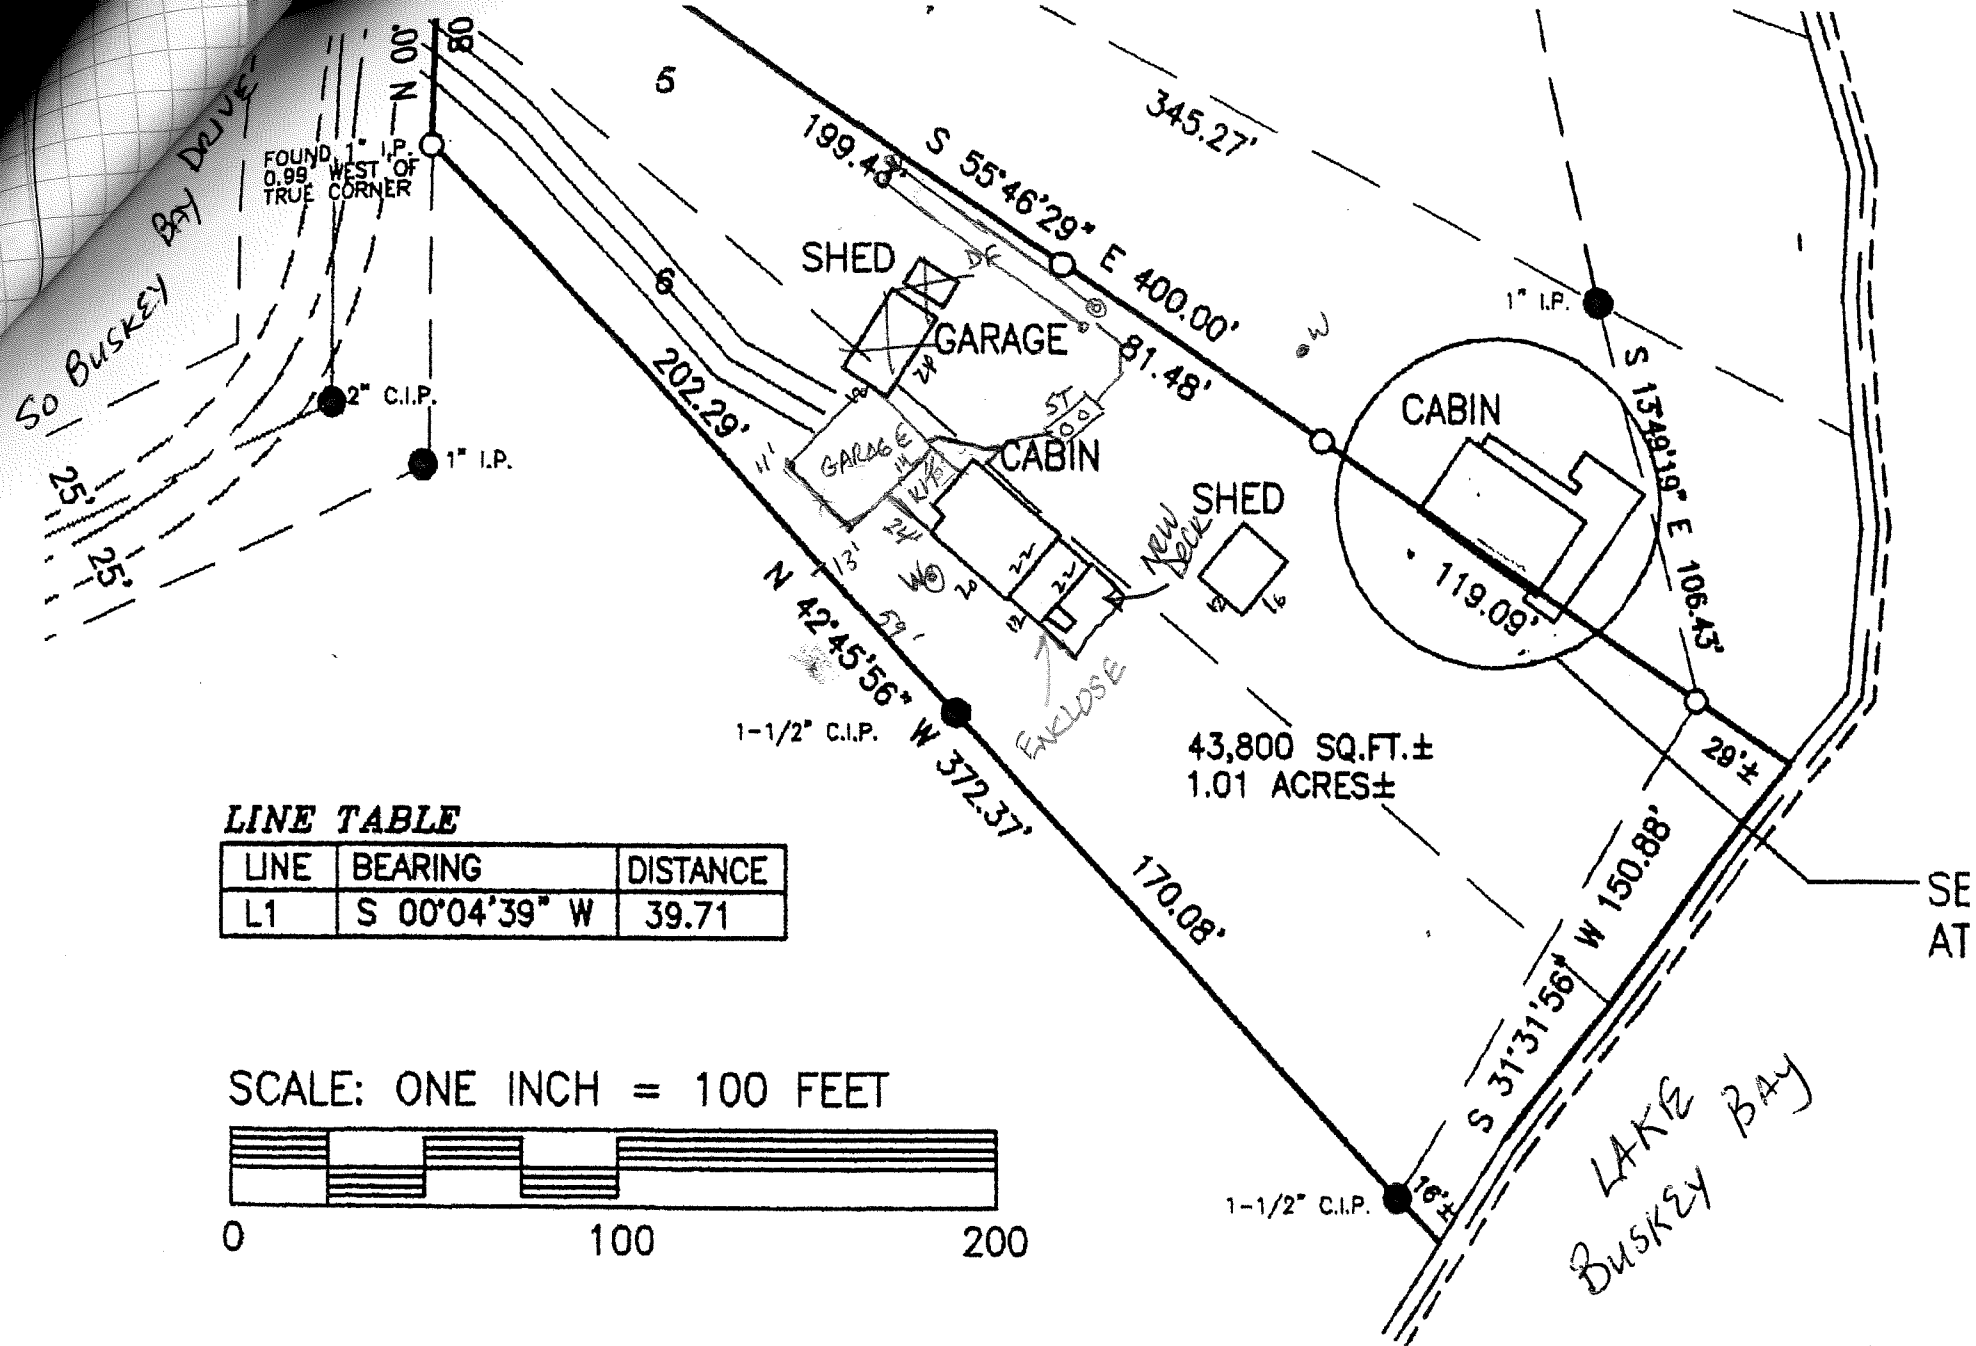 N 00°
80
5
345.27'
SO BUSKEY BAY DRIVE
FOUND 1" I.P.
0.99' WEST OF
TRUE CORNER
199.43'
S 55°46'29" E 400.00'
DF
SHED
6
GARAGE
24
1" I.P.
W
81.48'
2" C.I.P.
202.29'
ST
CABIN
CABIN
S 13°49'19" E 106.43'
11'
GARAGE
1" I.P.
KIT
SHED
25'
25'
24'
NEW
DECK
13'
W
20
22
22
12
12
16
119.09'
59'
N 42°45'56" W 372.37'
ENCLOSE
1-1/2" C.I.P.
43,800 SQ.FT.±
1.01 ACRES±
29'±
LINE TABLE
LINE BEARING DISTANCE
L1 S 00°04'39" W 39.71
170.08'
S 31°31'56" W 150.88'
SE
AT
SCALE: ONE INCH = 100 FEET
0 100 200
1-1/2" C.I.P.
16'±
LAKE
BUSKEY BAY